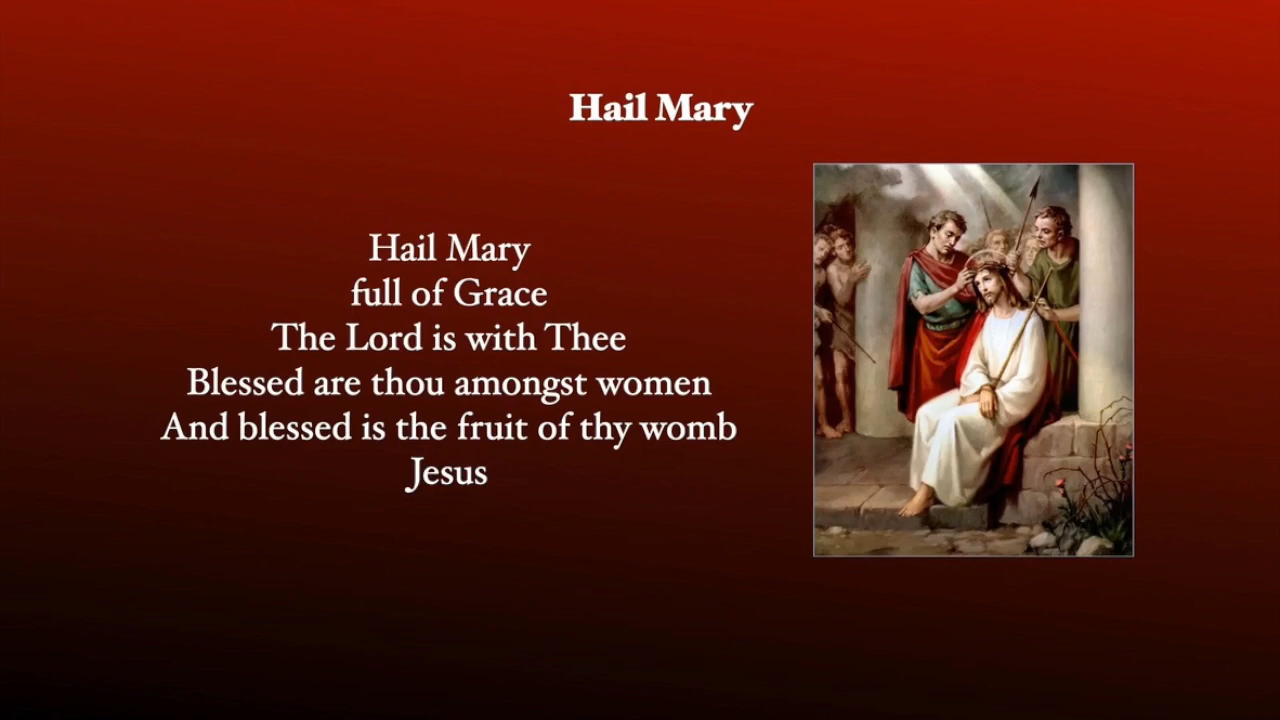 Hail Mary
Hail Mary
full of Grace
The Lord is with Thee
Blessed are thou amongst women
And blessed is the fruit of thy womb
Jesus